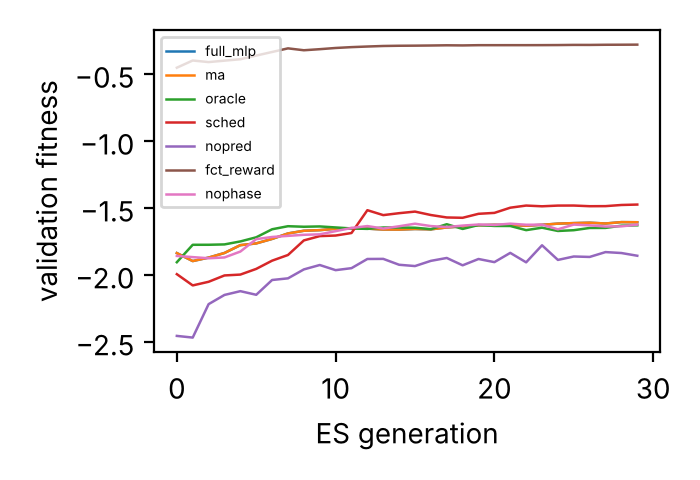 full_mlp
ma
oracle
sched
nopred
fct_reward
nophase
−0.5
−1.0
−1.5
−2.0
−2.5
validation fitness
0 10 20 30
ES generation